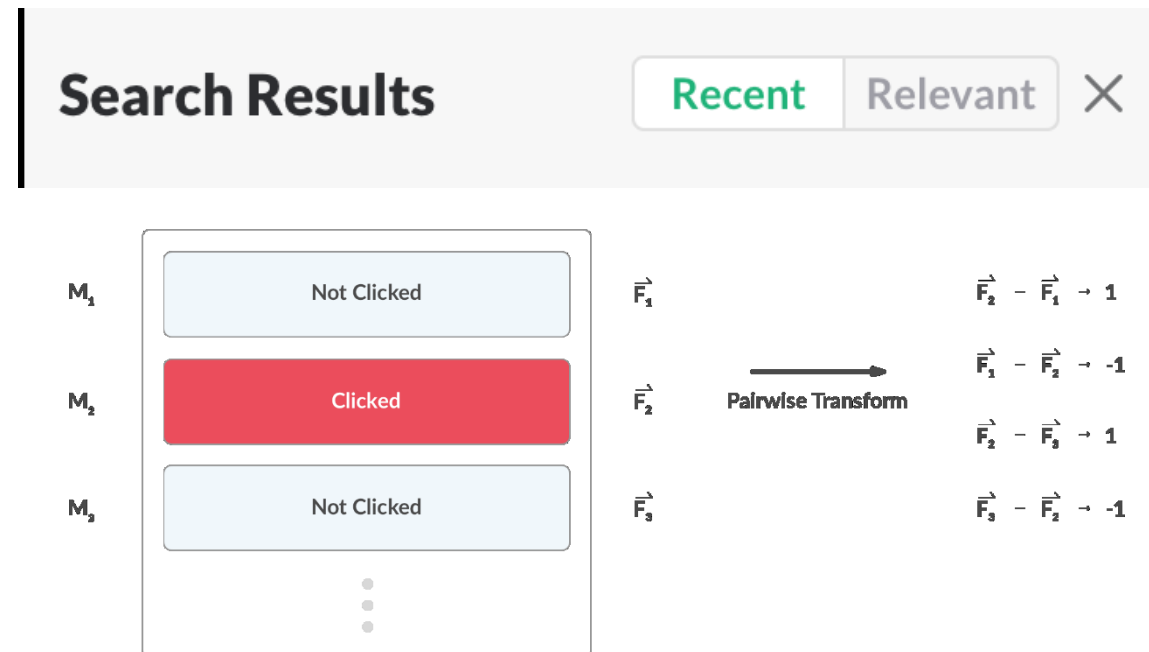 Search Results Recent Relevant
M₁ Not Clicked F⃗₁ F⃗₂ – F⃗₁ → 1
F⃗₁ – F⃗₂ → -1
M₂ Clicked F⃗₂ Pairwise Transform
F⃗₂ – F⃗₃ → 1
M₃ Not Clicked F⃗₃ F⃗₃ – F⃗₂ → -1